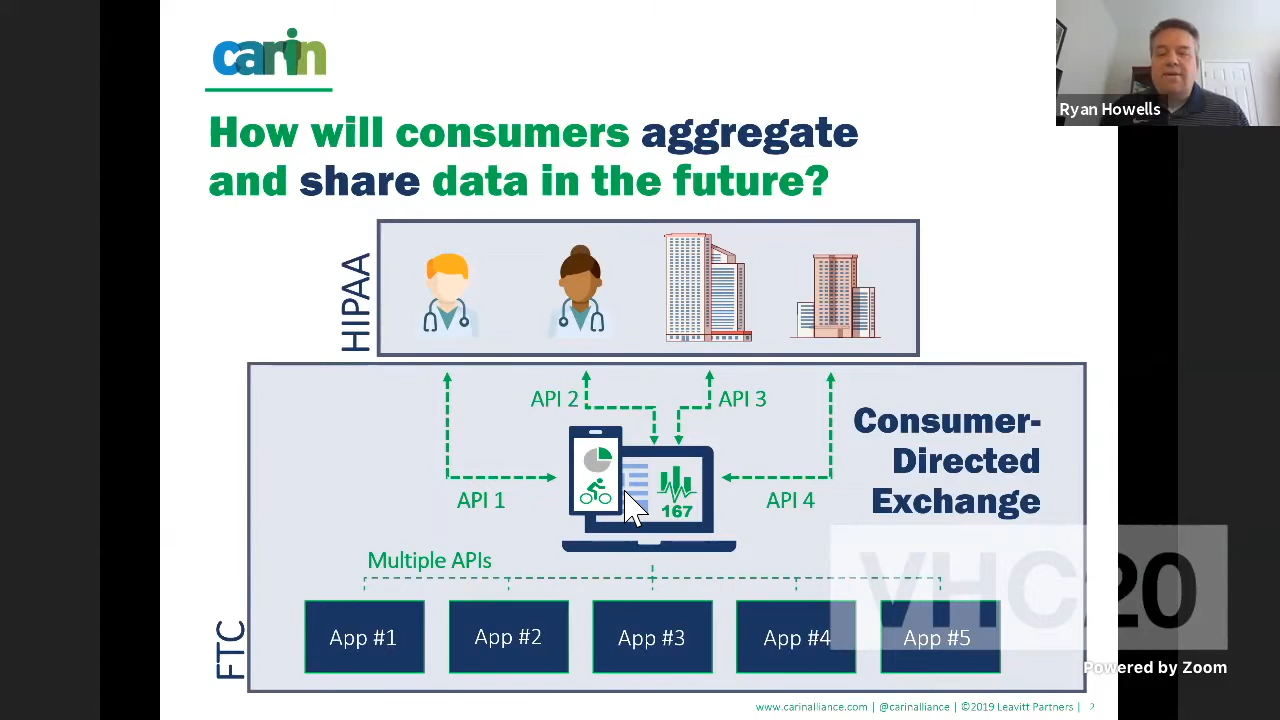 carin
Ryan Howells
How will consumers aggregate
and share data in the future?
HIPAA
API 2
API 3
Consumer-
Directed
Exchange
API 1
167
API 4
Multiple APIs
VHC20
FTC
App #1
App #2
App #3
App #4
App #5
Powered by Zoom
www.carinalliance.com | @carinalliance | ©2019 Leavitt Partners | 2